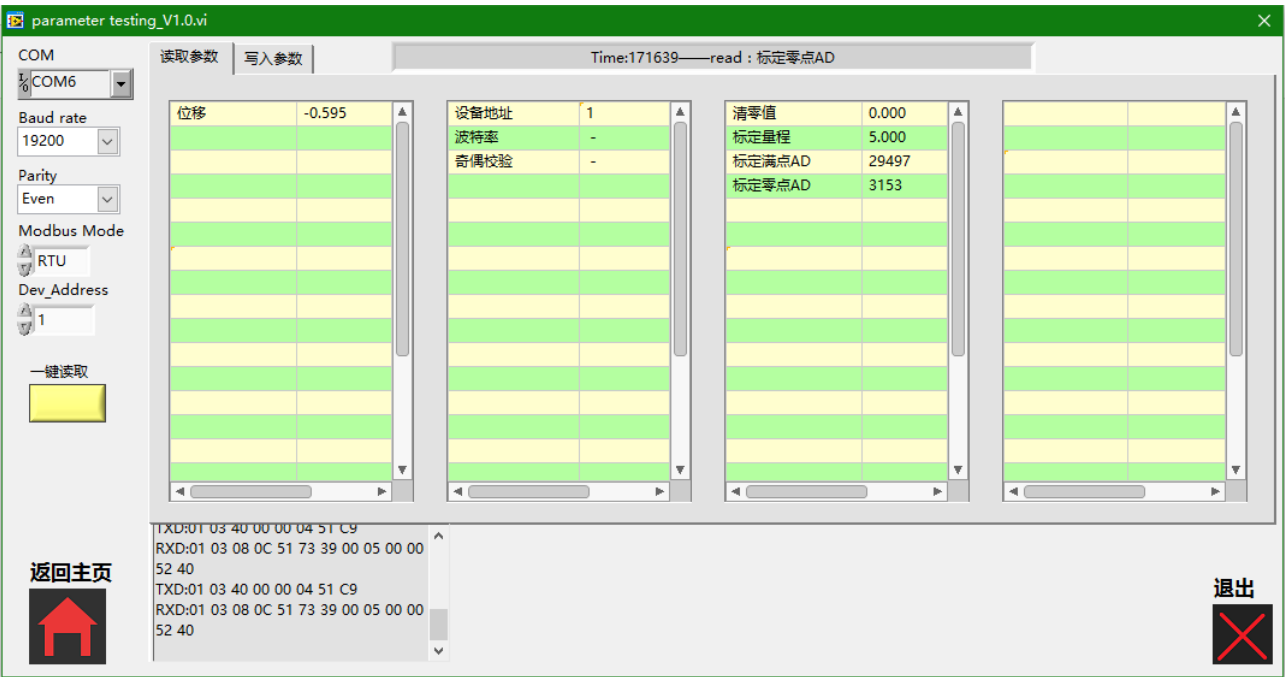 parameter testing_V1.0.vi
COM
COM6
Baud rate
19200
Parity
Even
Modbus Mode
RTU
Dev_Address
1
一键读取
返回主页
读取参数 写入参数
Time:171639——read：标定零点AD
位移 -0.595
设备地址 1
波特率 -
奇偶校验 -
清零值 0.000
标定量程 5.000
标定满点AD 29497
标定零点AD 3153
TXD:01 03 40 00 00 04 51 C9
RXD:01 03 08 0C 51 73 39 00 05 00 00
52 40
TXD:01 03 40 00 00 04 51 C9
RXD:01 03 08 0C 51 73 39 00 05 00 00
52 40
退出